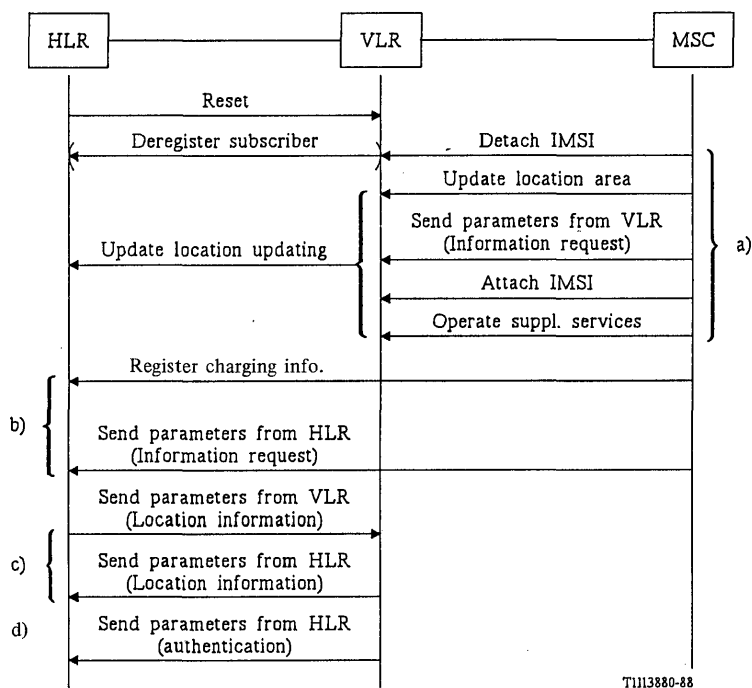 HLR
VLR
MSC
Reset
Deregister subscriber
Detach IMSI
Update location area
Send parameters from VLR
(Information request)
a)
Update location updating
Attach IMSI
Operate suppl. services
Register charging info.
b)
Send parameters from HLR
(Information request)
Send parameters from VLR
(Location information)
c)
Send parameters from HLR
(Location information)
d)
Send parameters from HLR
(authentication)
T1113880-88